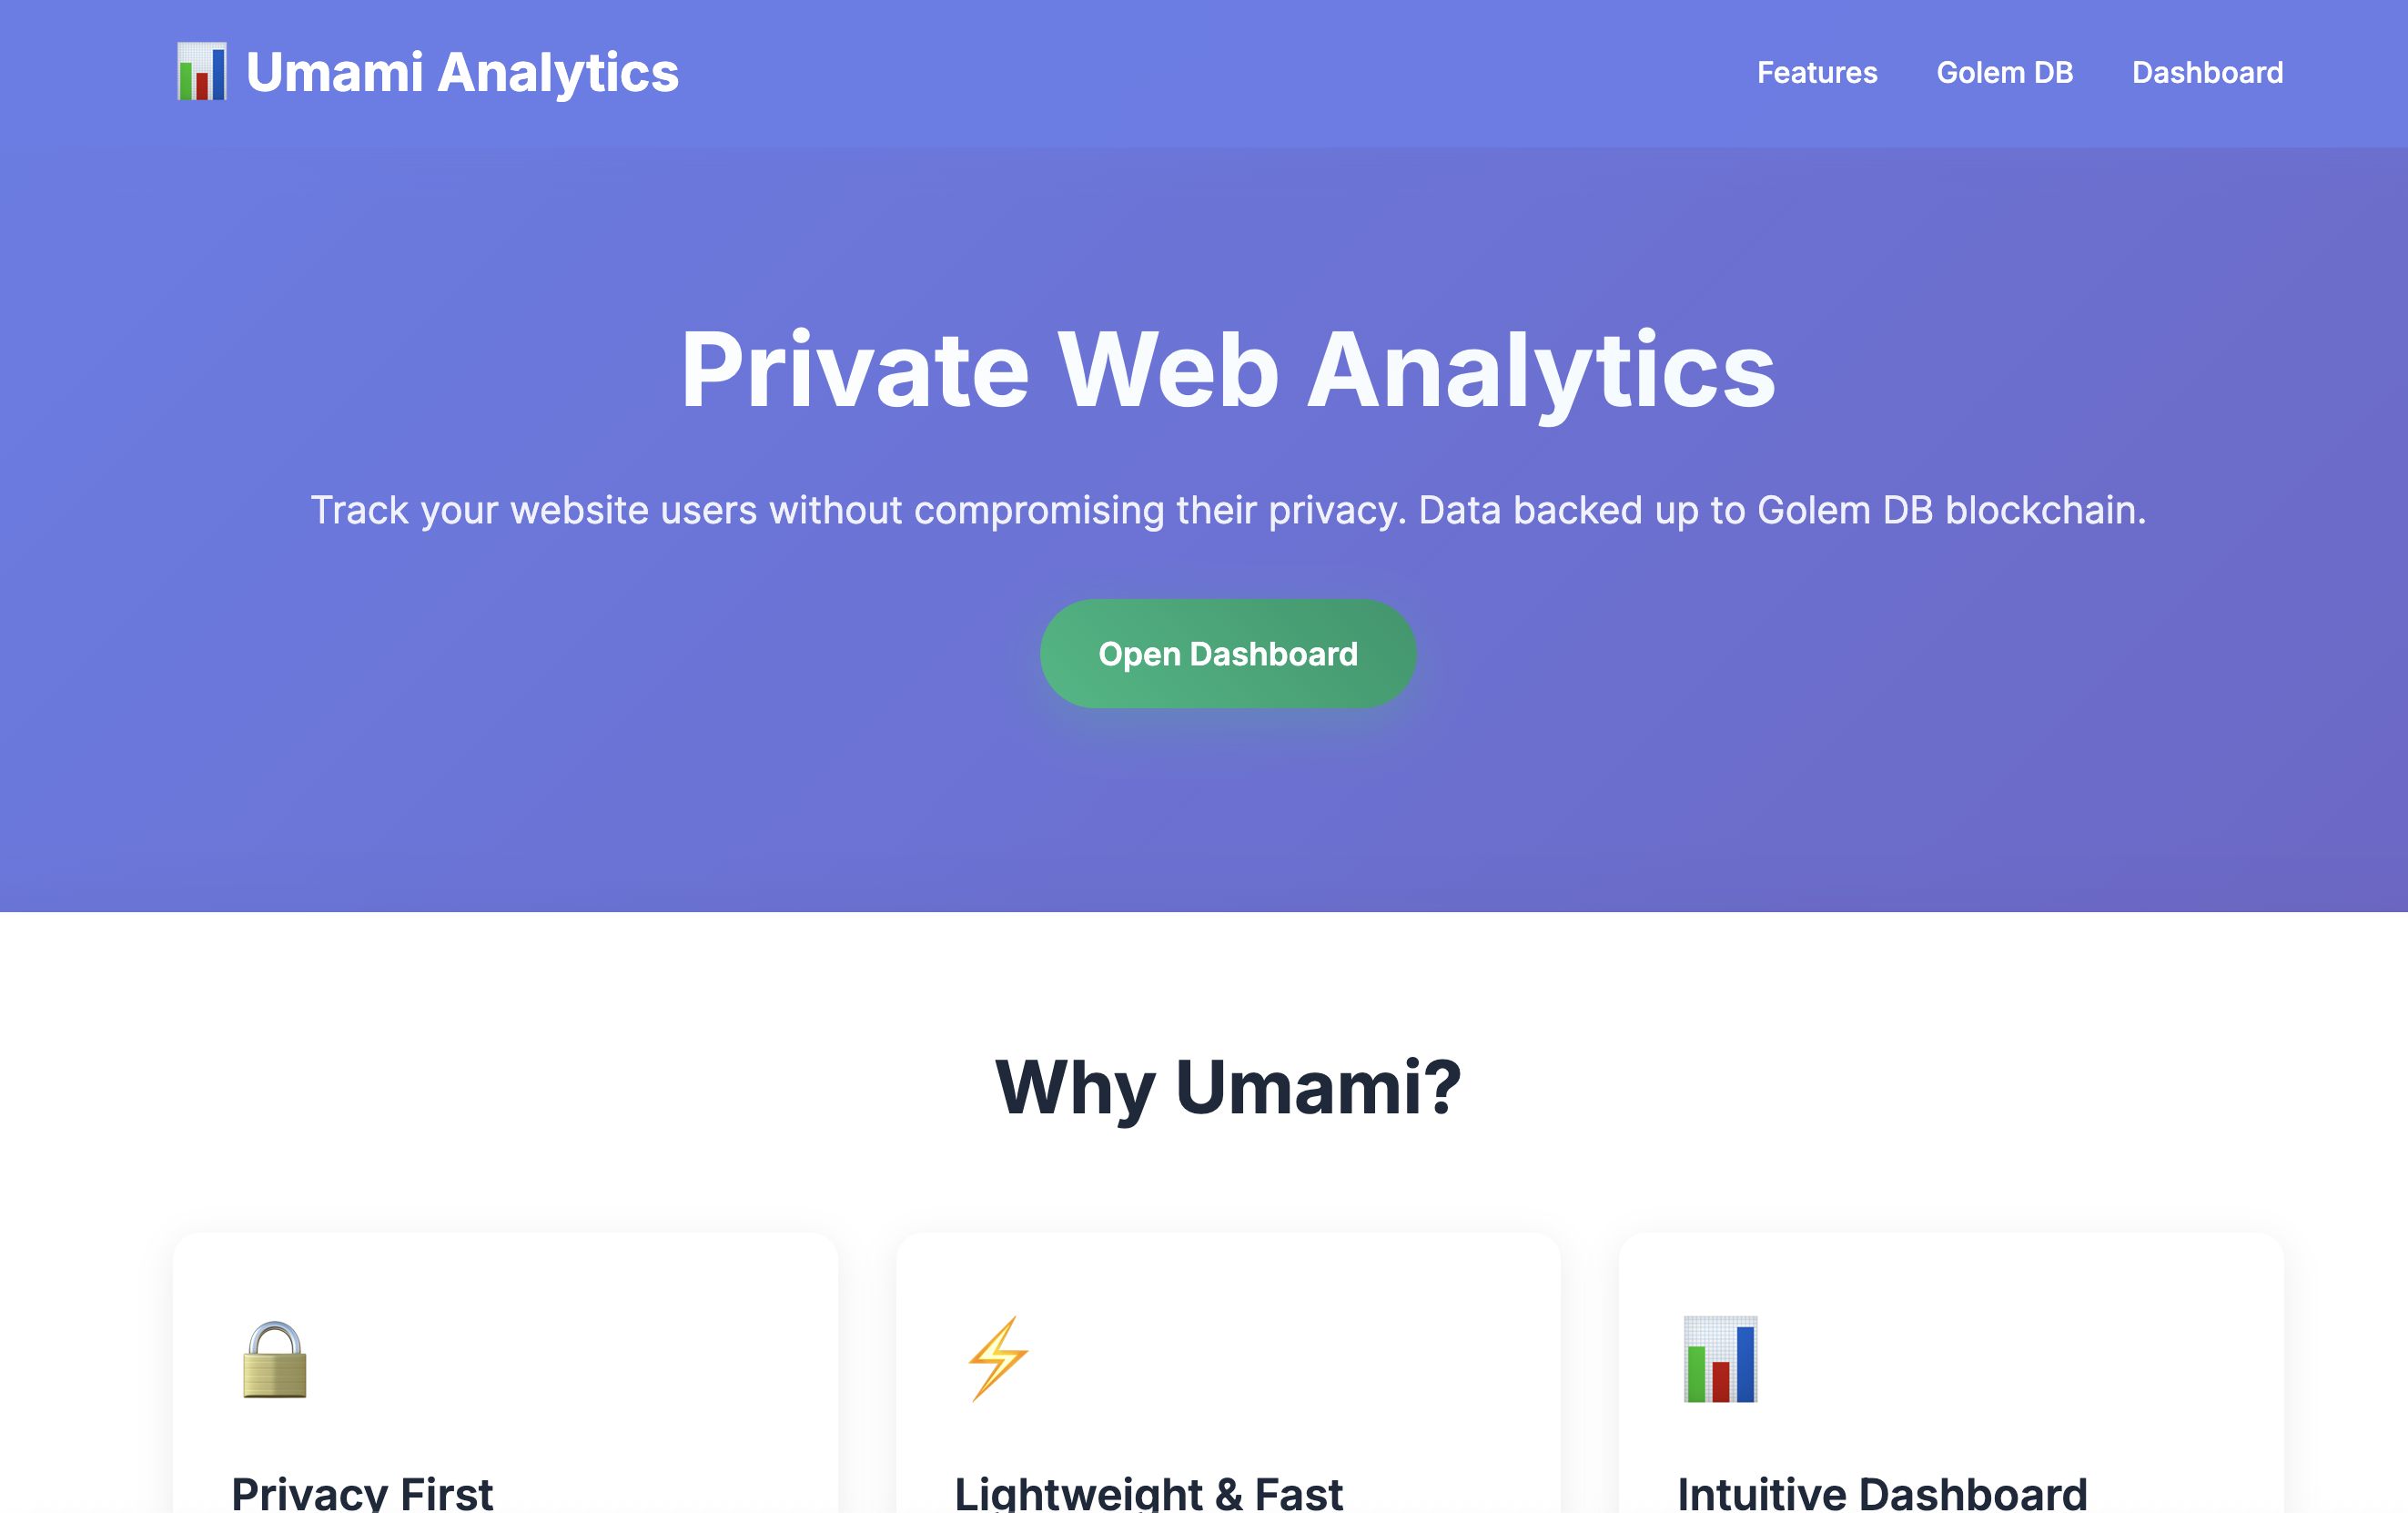 Umami Analytics
Features
Golem DB
Dashboard
Private Web Analytics
Track your website users without compromising their privacy. Data backed up to Golem DB blockchain.
Open Dashboard
Why Umami?
Privacy First
Lightweight & Fast
Intuitive Dashboard